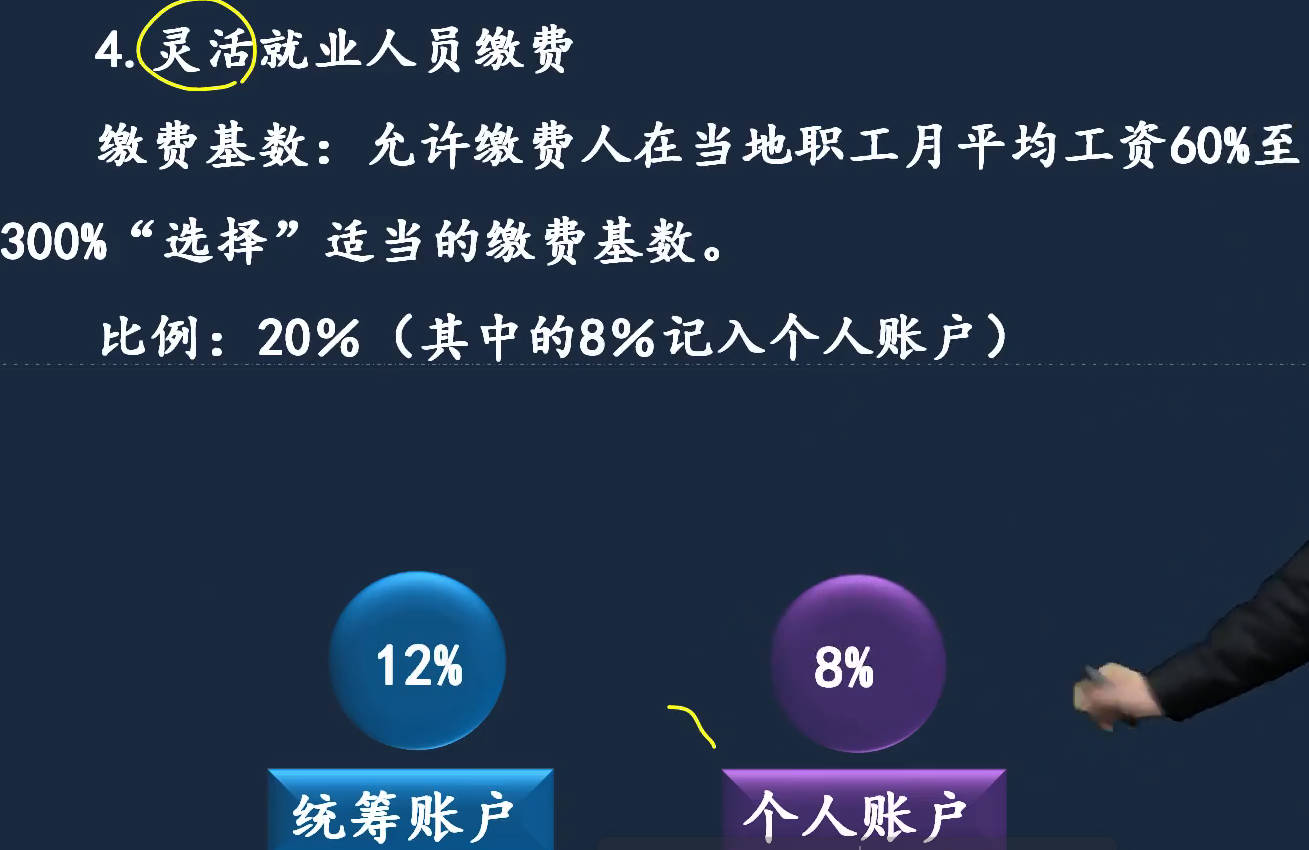 4.灵活就业人员缴费
缴费基数：允许缴费人在当地职工月平均工资60%至
300%“选择”适当的缴费基数。
比例：20%（其中的8%记入个人账户）
12%
8%
统筹账户
个人账户